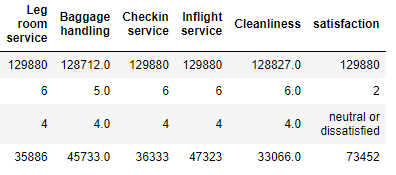 Leg room service Baggage handling Checkin service Inflight service Cleanliness satisfaction
129880 128712.0 129880 129880 128827.0 129880
6 5.0 6 6 6.0 2
4 4.0 4 4 4.0 neutral or dissatisfied
35886 45733.0 36333 47323 33066.0 73452